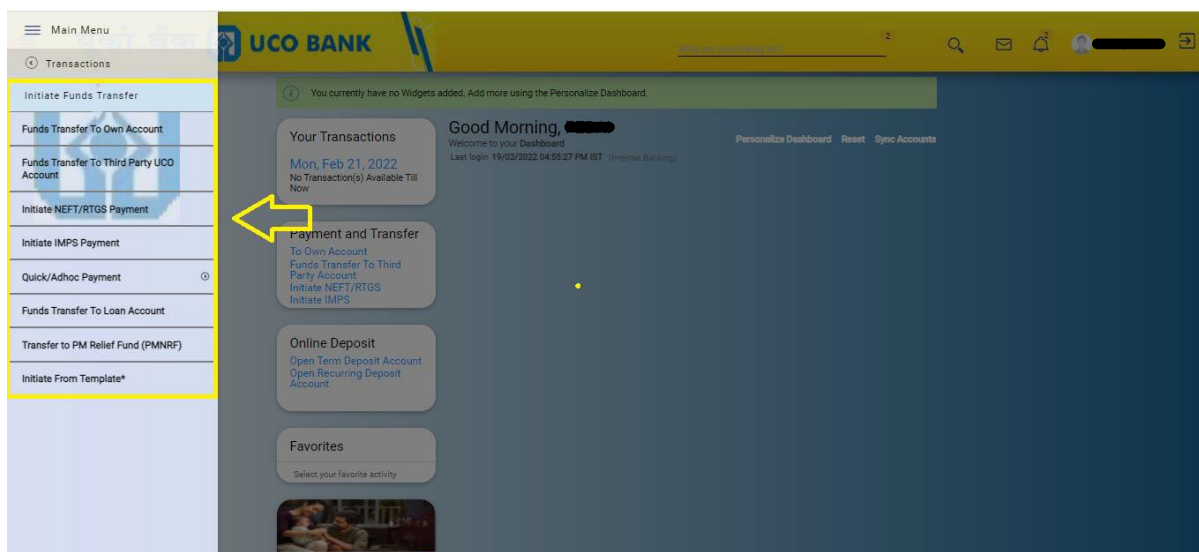 Main Menu
Transactions
Initiate Funds Transfer
Funds Transfer To Own Account
Funds Transfer To Third Party UCO
Account
Initiate NEFT/RTGS Payment
Initiate IMPS Payment
Quick/Adhoc Payment
Funds Transfer To Loan Account
Transfer to PM Relief Fund (PMNRF)
Initiate From Template*
यूको बैंक
UCO BANK
What are you looking for?
2
2
You currently have no Widgets added. Add more using the Personalize Dashboard.
Your Transactions
Mon, Feb 21, 2022
No Transaction(s) Available Till
Now
Good Morning,
Welcome to your Dashboard
Last login 19/02/2022 04:55:27 PM IST (Internet Banking)
Personalize Dashboard Reset Sync Accounts
Payment and Transfer
To Own Account
Funds Transfer To Third
Party Account
Initiate NEFT/RTGS
Initiate IMPS
Online Deposit
Open Term Deposit Account
Open Recurring Deposit
Account
Favorites
Select your favorite activity